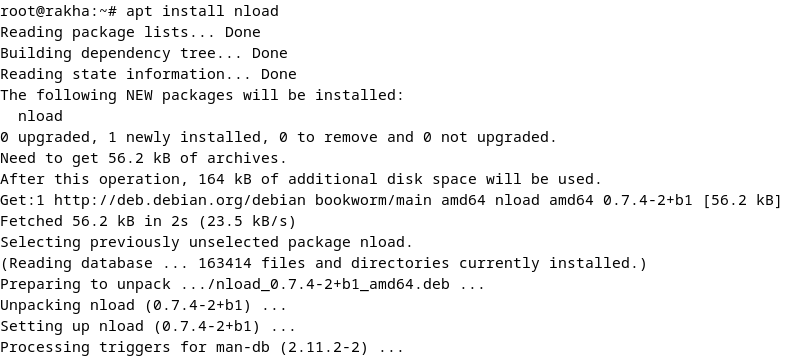 root@rakha:~# apt install nload
Reading package lists... Done
Building dependency tree... Done
Reading state information... Done
The following NEW packages will be installed:
  nload
0 upgraded, 1 newly installed, 0 to remove and 0 not upgraded.
Need to get 56.2 kB of archives.
After this operation, 164 kB of additional disk space will be used.
Get:1 http://deb.debian.org/debian bookworm/main amd64 nload amd64 0.7.4-2+b1 [56.2 kB]
Fetched 56.2 kB in 2s (23.5 kB/s)
Selecting previously unselected package nload.
(Reading database ... 163414 files and directories currently installed.)
Preparing to unpack .../nload_0.7.4-2+b1_amd64.deb ...
Unpacking nload (0.7.4-2+b1) ...
Setting up nload (0.7.4-2+b1) ...
Processing triggers for man-db (2.11.2-2) ...